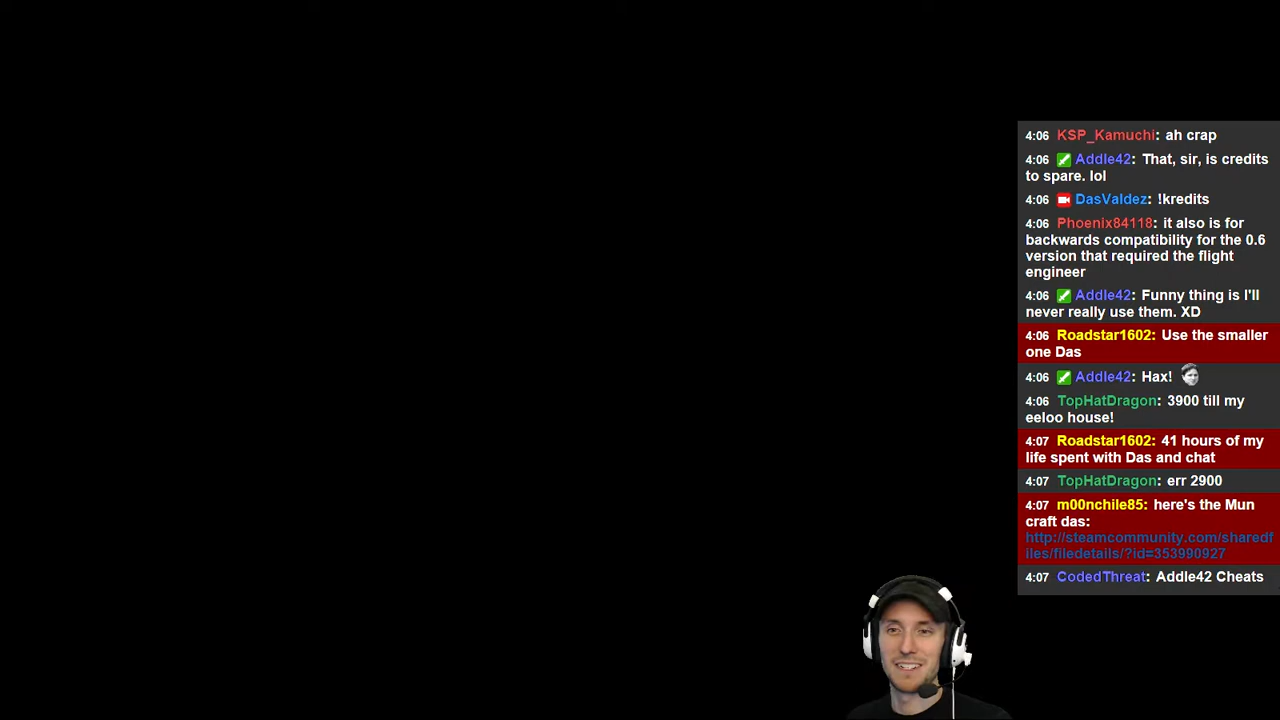 4:06 KSP_Kamuchi: ah crap
4:06 Addle42: That, sir, is credits
to spare. lol
4:06 DasValdez: !kredits
4:06 Phoenix84118: it also is for
backwards compatibility for the 0.6
version that required the flight
engineer
4:06 Addle42: Funny thing is I'll
never really use them. XD
4:06 Roadstar1602: Use the smaller
one Das
4:06 Addle42: Hax!
4:06 TopHatDragon: 3900 till my
eeloo house!
4:07 Roadstar1602: 41 hours of my
life spent with Das and chat
4:07 TopHatDragon: err 2900
4:07 m00nchile85: here's the Mun
craft das:
http://steamcommunity.com/sharedf
iles/filedetails/?id=353990927
4:07 CodedThreat: Addle42 Cheats